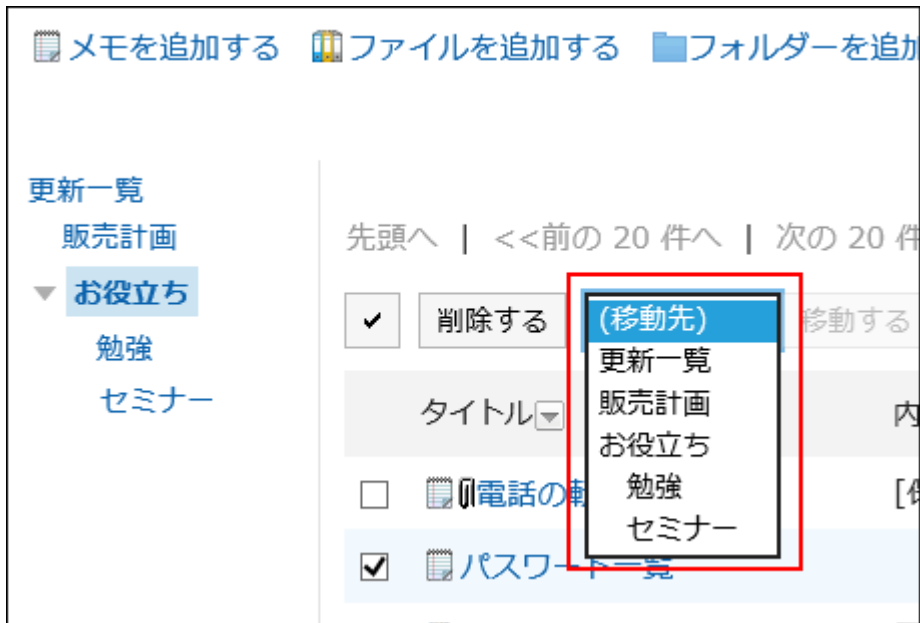 メモを追加する ファイルを追加する フォルダーを追加
更新一覧
販売計画
お役立ち
勉強
セミナー
先頭へ | <<前の 20 件へ | 次の 20 件
削除する
(移動先)
更新一覧
販売計画
お役立ち
勉強
セミナー
移動する
タイトル
内
電話の転
パスワード一覧